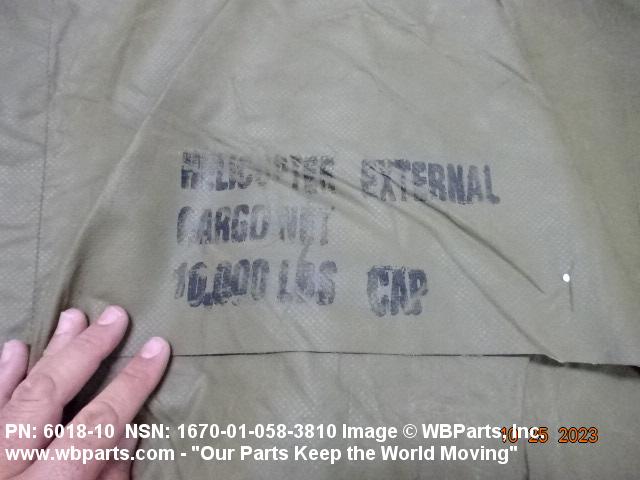 HELICOPTER EXTERNAL
CARGO NET
10,000 LBS CAP
PN: 6018-10 NSN: 1670-01-058-3810 Image © WBParts, Inc.
10 25 2023
www.wbparts.com - "Our Parts Keep the World Moving"